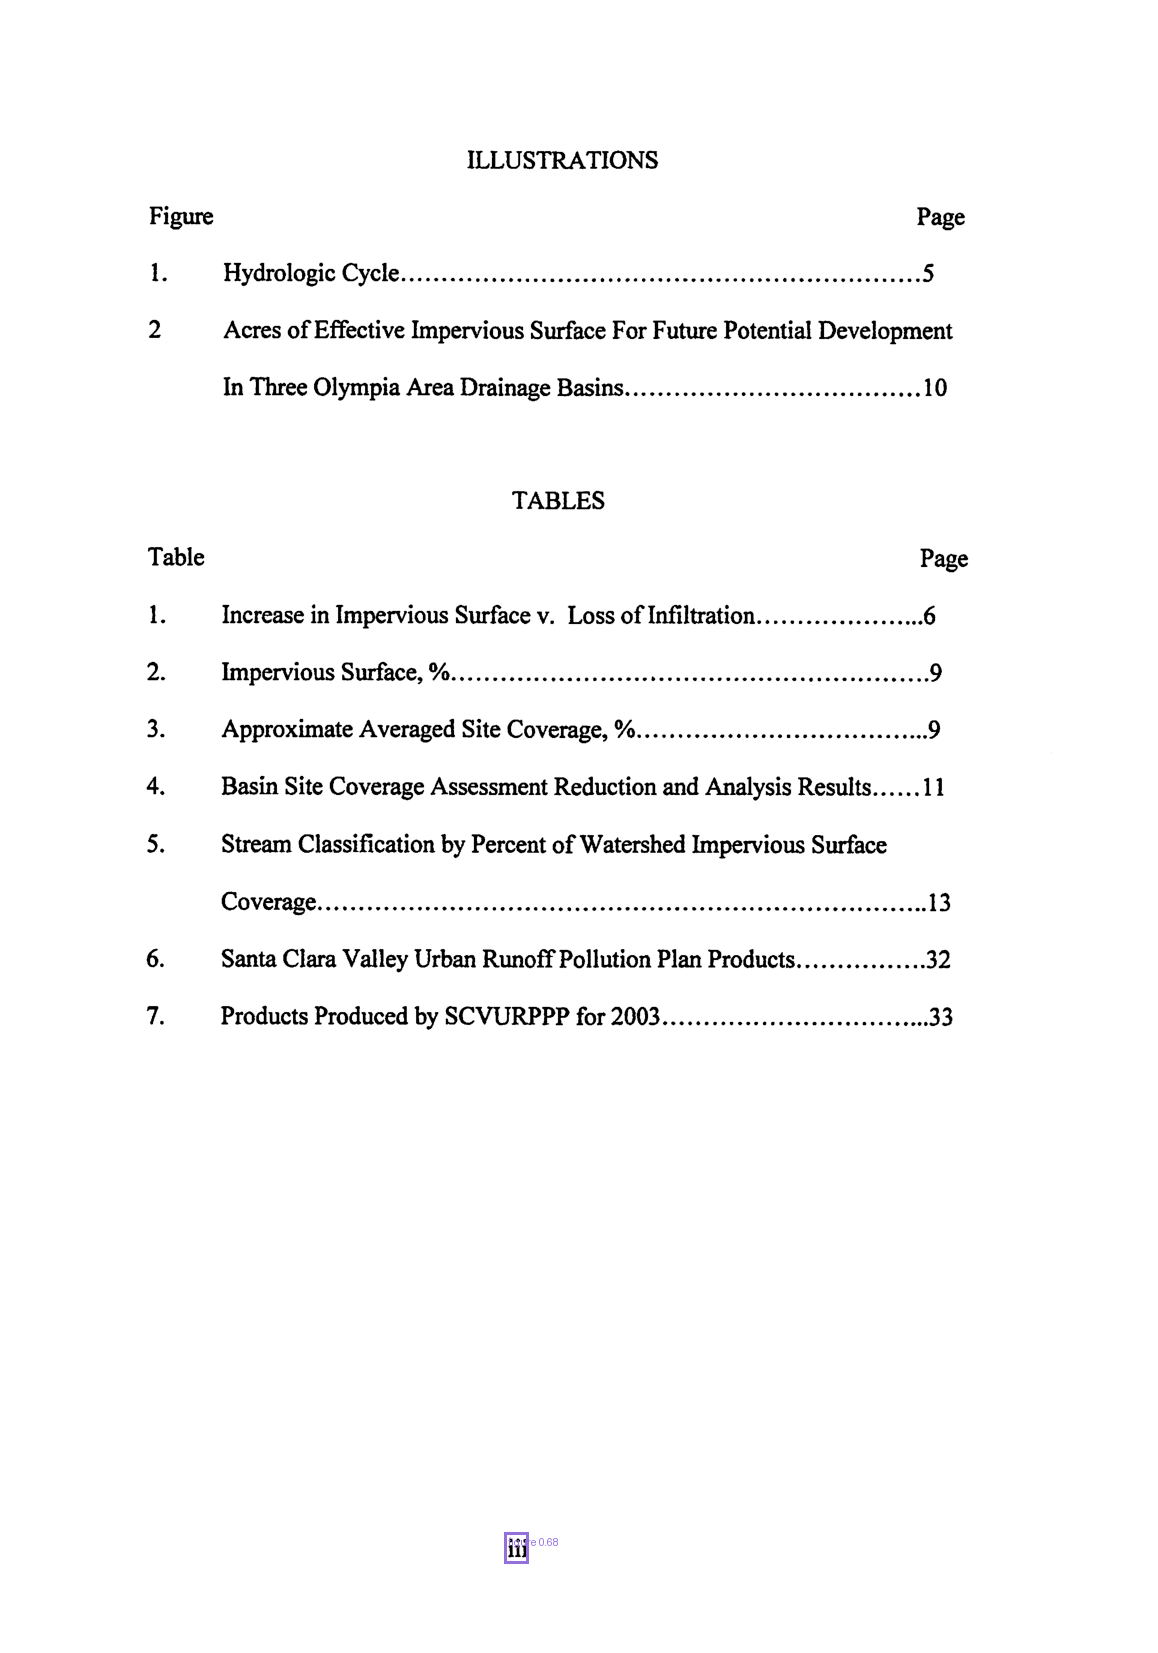 ILLUSTRATIONS
Figure Page
1. Hydrologic Cycle..............................................................5
2 Acres of Effective Impervious Surface For Future Potential Development
In Three Olympia Area Drainage Basins....................................10
TABLES
Table Page
1. Increase in Impervious Surface v. Loss of Infiltration.....................6
2. Impervious Surface, %..........................................................9
3. Approximate Averaged Site Coverage, %...................................9
4. Basin Site Coverage Assessment Reduction and Analysis Results......11
5. Stream Classification by Percent of Watershed Impervious Surface
Coverage..........................................................................13
6. Santa Clara Valley Urban Runoff Pollution Plan Products................32
7. Products Produced by SCVURPPP for 2003................................33
iii
0.68